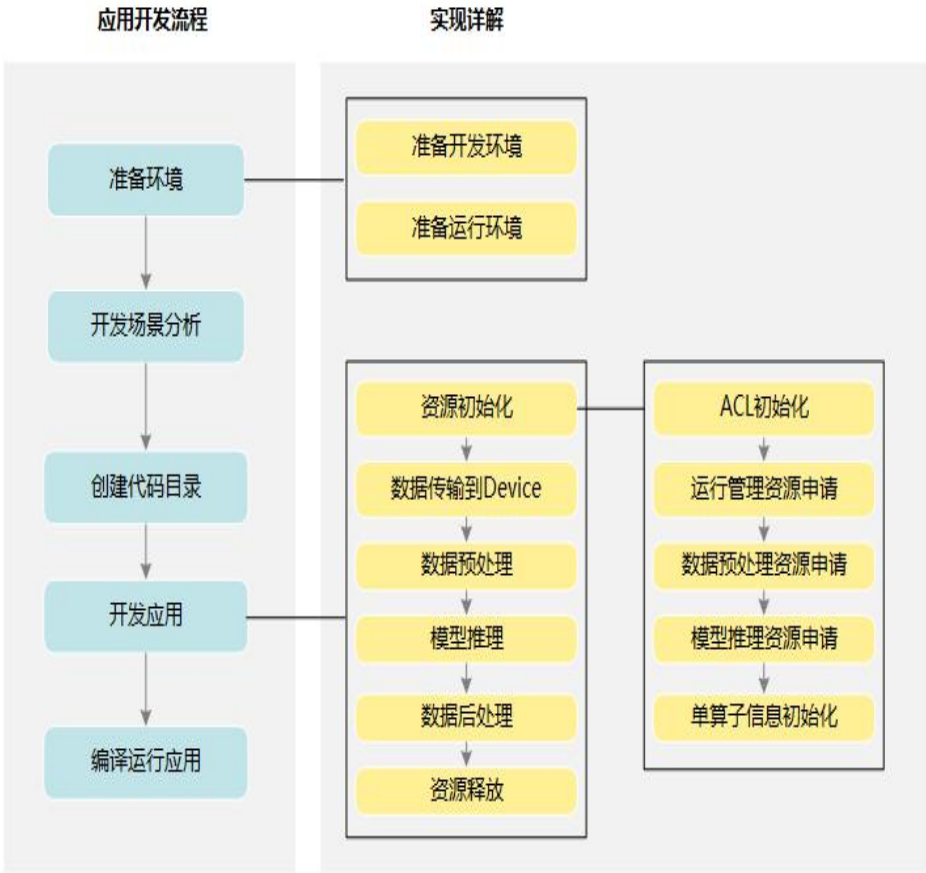 应用开发流程
实现详解
准备环境
开发场景分析
创建代码目录
开发应用
编译运行应用
准备开发环境
准备运行环境
资源初始化
数据传输到Device
数据预处理
模型推理
数据后处理
资源释放
ACL初始化
运行管理资源申请
数据预处理资源申请
模型推理资源申请
单算子信息初始化